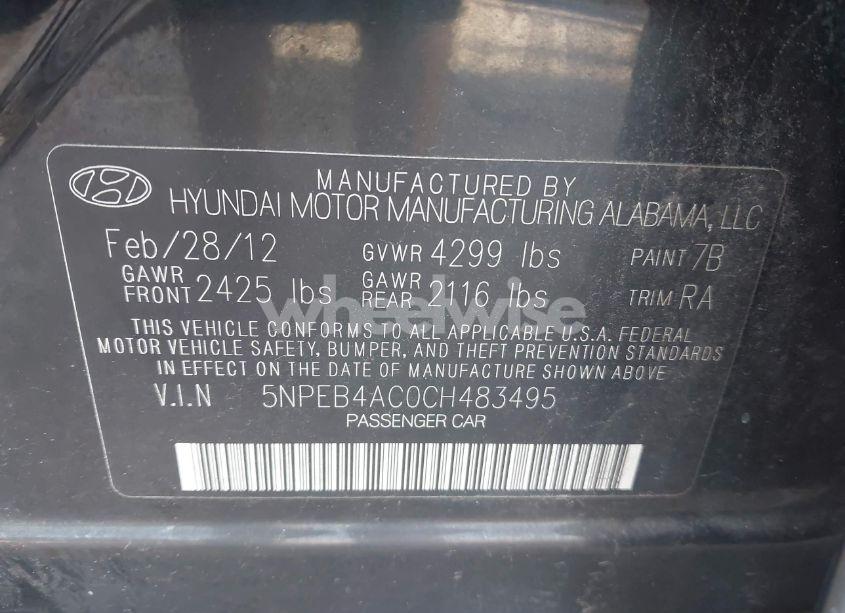 MANUFACTURED BY
HYUNDAI MOTOR MANUFACTURING ALABAMA, LLC
Feb/28/12 GVWR 4299 lbs PAINT 7B
GAWR FRONT 2425 lbs GAWR REAR 2116 lbs TRIM RA
wheelwise
THIS VEHICLE CONFORMS TO ALL APPLICABLE U.S.A. FEDERAL
MOTOR VEHICLE SAFETY, BUMPER, AND THEFT PREVENTION STANDARDS
IN EFFECT ON THE DATE OF MANUFACTURE SHOWN ABOVE.
V.I.N 5NPEB4AC0CH483495
PASSENGER CAR